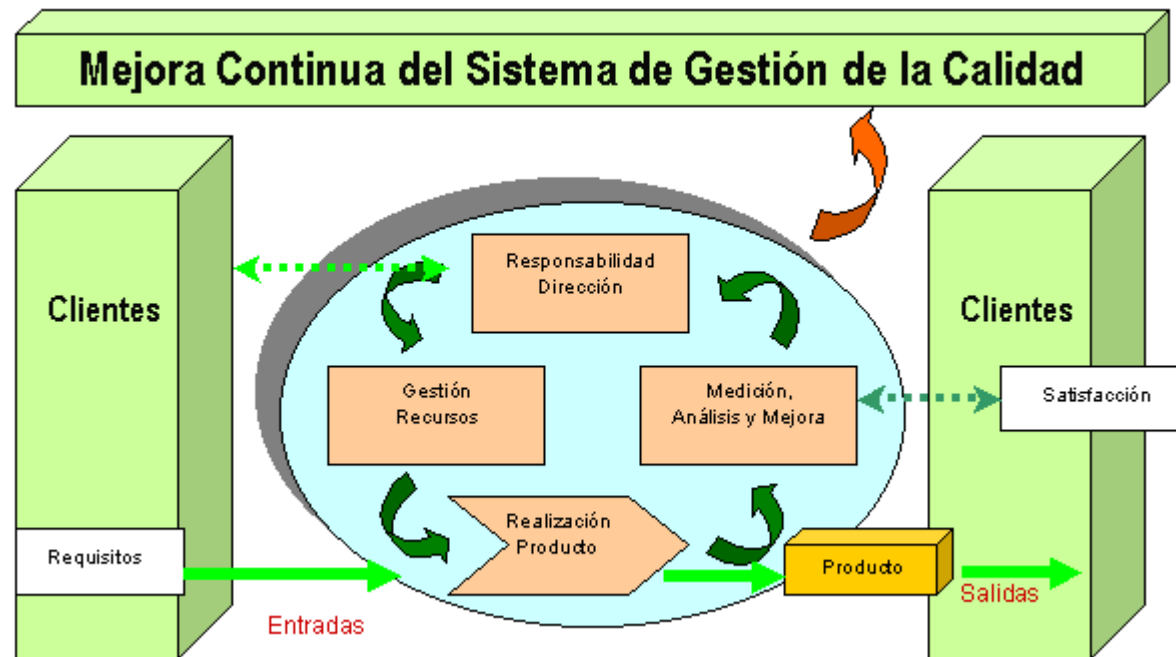 Mejora Continua del Sistema de Gestión de la Calidad
Clientes
Responsabilidad
Dirección
Clientes
Gestión
Recursos
Medición,
Análisis y Mejora
Satisfacción
Requisitos
Realización
Producto
Producto
Entradas
Salidas